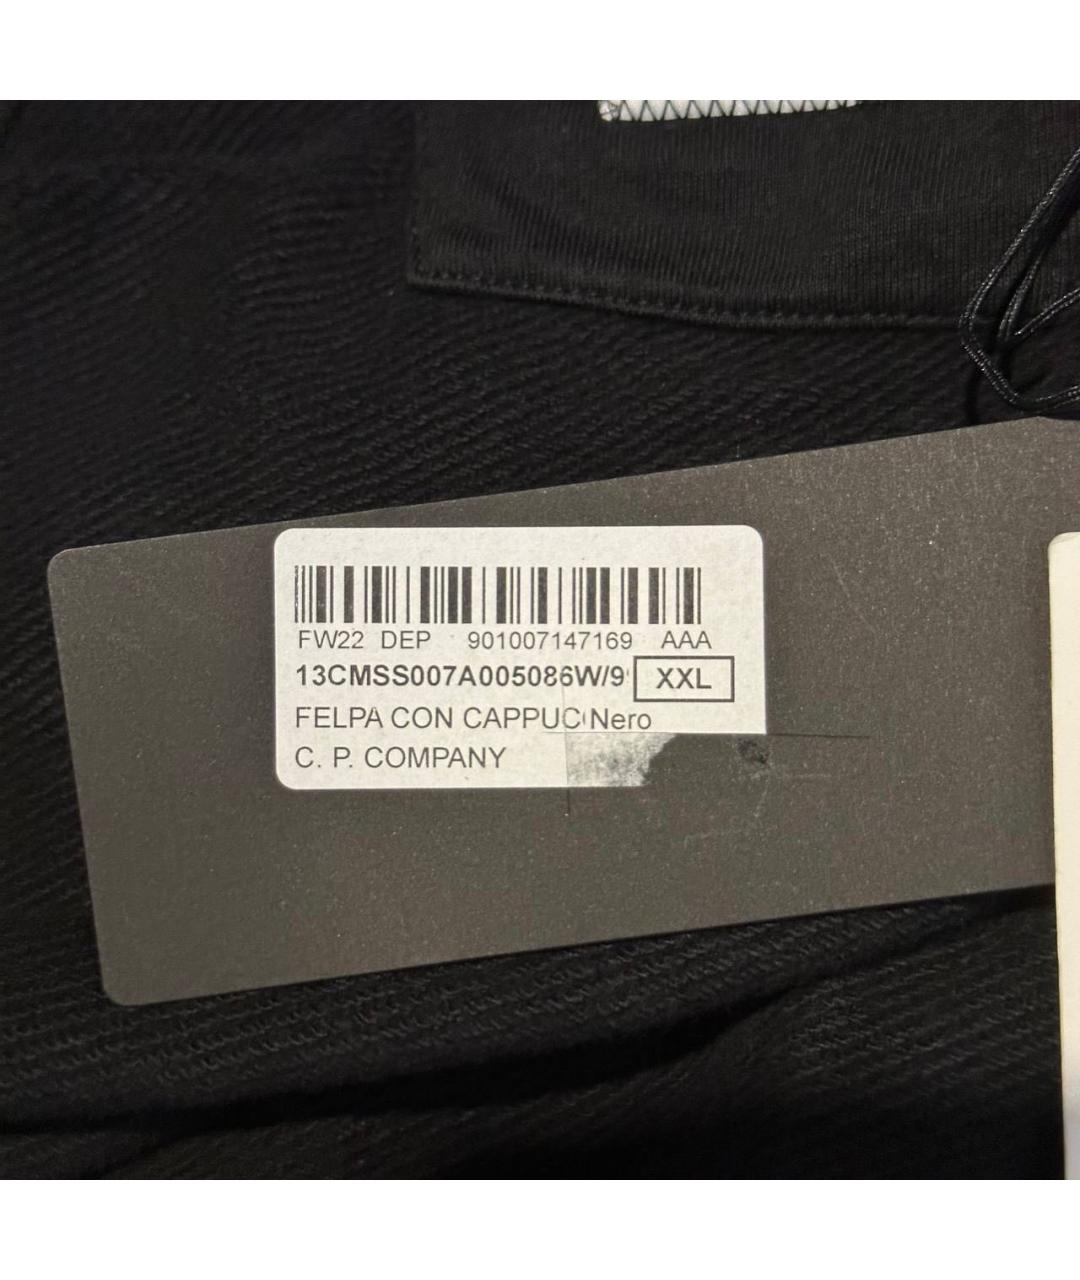 FW22 DEP 901007147169 AAA
13CMSS007A005086W/9 XXL
FELPA CON CAPPUC Nero
C. P. COMPANY